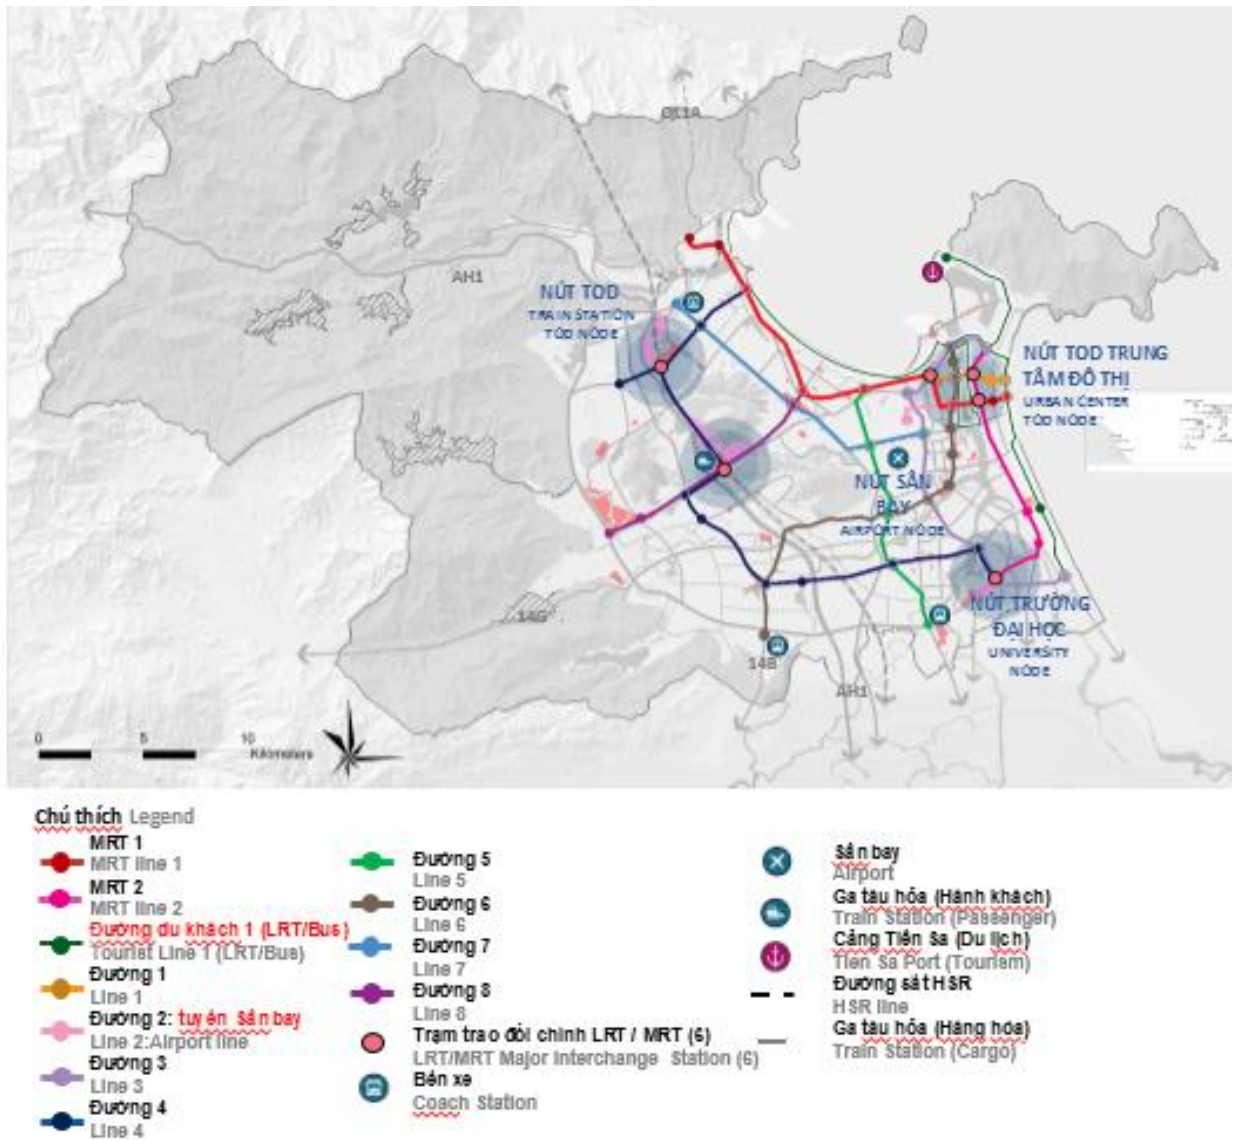 Q11A
AH1
NÚT TOD
TRAIN STATION
TOD NODE
NÚT TOD TRUNG
TÂM ĐÔ THỊ
URBAN CENTER
TOD NODE
NÚT SÂN
BAY
AIRPORT NODE
NÚT TRƯỜNG
ĐẠI HỌC
UNIVERSITY
NODE
14G
14B
AH1
0 5 10
Kilometers
Chú thích Legend
MRT 1
MRT line 1
MRT 2
MRT line 2
Đường du khách 1 (LRT/Bus)
Tourist Line 1 (LRT/Bus)
Đường 1
Line 1
Đường 2: tuyến Sân bay
Line 2:Airport line
Đường 3
Line 3
Đường 4
Line 4
Đường 5
Line 5
Đường 6
Line 6
Đường 7
Line 7
Đường 8
Line 8
Trạm trao đổi chính LRT / MRT (6)
LRT/MRT Major Interchange Station (6)
Bến xe
Coach Station
Sân bay
Airport
Ga tàu hỏa (Hành khách)
Train Station (Passenger)
Cảng Tiên Sa (Du lịch)
Tien Sa Port (Tourism)
Đường sắt HSR
HSR line
Ga tàu hỏa (Hàng hóa)
Train Station (Cargo)